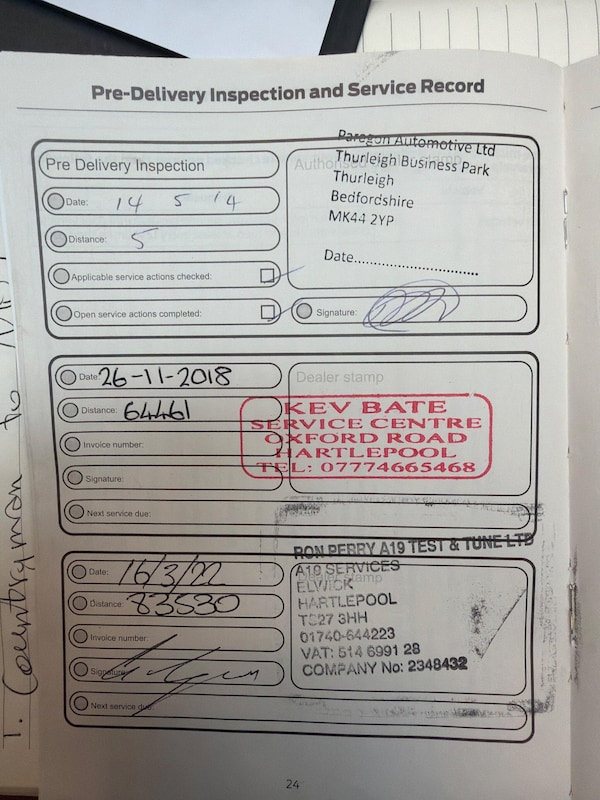 Pre-Delivery Inspection and Service Record
Pre Delivery Inspection
Date: 14 5 14
Distance: 5
Applicable service actions checked:
Open service actions completed:
Paragon Automotive Ltd
Thurleigh Business Park
Thurleigh
Bedfordshire
MK44 2YP
Date..............................
Signature:
Date: 26-11-2018
Distance: 64461
Invoice number:
Signature:
Next service due:
Dealer stamp
KEV BATE
SERVICE CENTRE
OXFORD ROAD
HARTLEPOOL
TEL: 07774665468
Date: 16/3/22
Distance: 83530
Invoice number:
Signature:
Next service due:
RON PERRY A19 TEST & TUNE LTD
A19 SERVICES
ELWICK
HARTLEPOOL
TS27 3HH
01740-644223
VAT: 514 6991 28
COMPANY No: 2348432
24
1. Countryman to